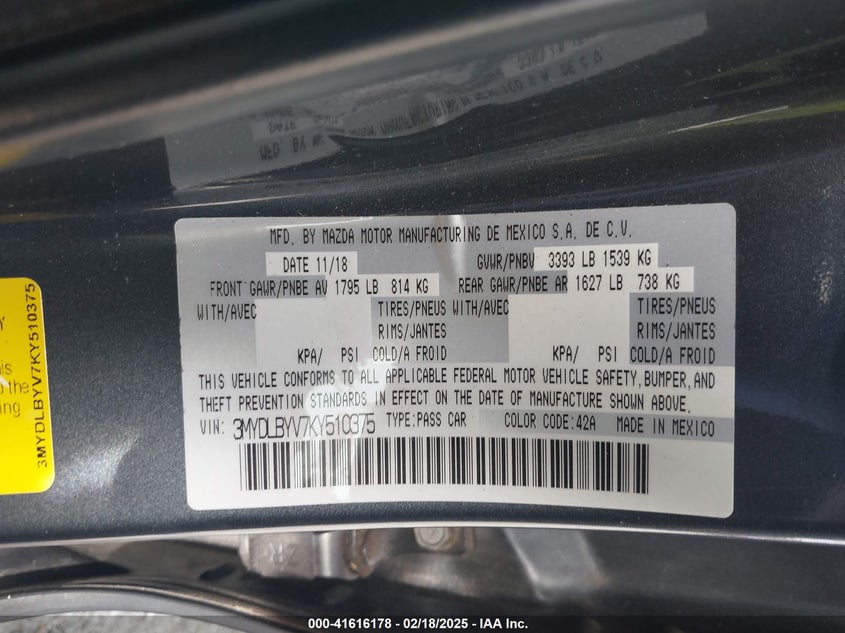 MFD. BY MAZDA MOTOR MANUFACTURING DE MEXICO S.A. DE C.V.
DATE 11/18 GVWR/PNBV 3393 LB 1539 KG
FRONT GAWR/PNBE AV 1795 LB 814 KG REAR GAWR/PNBE AR 1627 LB 738 KG
WITH/AVEC TIRES/PNEUS WITH/AVEC TIRES/PNEUS
RIMS/JANTES RIMS/JANTES
KPA/ PSI COLD/A FROID KPA/ PSI COLD/A FROID
THIS VEHICLE CONFORMS TO ALL APPLICABLE FEDERAL MOTOR VEHICLE SAFETY, BUMPER, AND
THEFT PREVENTION STANDARDS IN EFFECT ON THE DATE OF MANUFACTURE SHOWN ABOVE.
VIN: 3MYDLBYV7KY510375 TYPE:PASS CAR COLOR CODE:42A MADE IN MEXICO
3MYDLBYV7KY510375
000-41616178 - 02/18/2025 - IAA Inc.